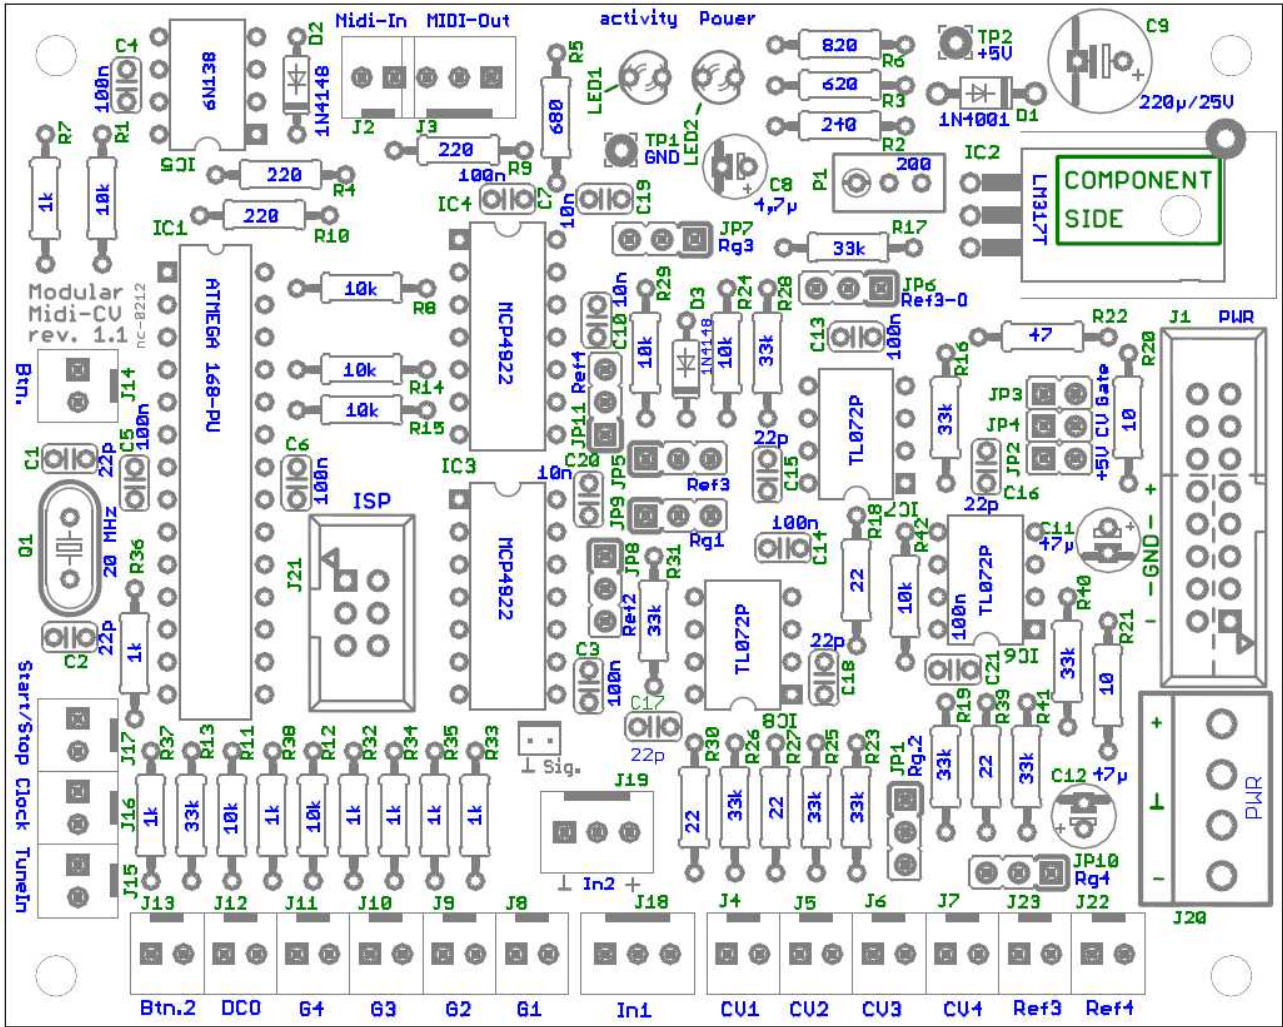 Midi-In MIDI-Out activity Power
C4 100n 6N138 IC5
D2 1N4148
J2 J3
R5 680
LED1 LED2
820 R6
620 R3
240 R2
TP2 +5V
C9 220µ/25V
1N4001 D1
TP1 GND
C8 4,7µ
P1 200
IC2 LM317T
COMPONENT
SIDE
R7 1k
R1 10k
220 R4
220 R9
220 R10
100n C7
10n C19
IC1 ATMEGA 168-PU
IC4 MCP4922
JP7 Rg3
R17 33k
JP6 Ref3-0
Modular
Midi-CV
rev. 1.1
nc-0212
10k R8
10k R14
10k R15
10n C10
R29 10k
D3 1N4148
R24 10k
R28 33k
C13 100n
R22 47
J1 PWR
R20 10
R16 33k
Btn. J14
Ref4 JP11
JP3 Gate
JP4 CV
JP2 +5V
TL072P IC7
C1 22p
C5 100n
C6 100n
IC3 MCP4922
10n C20
JP5 Ref3
JP9 Rg1
22p C15
C16 22p
Q1 20 MHz
ISP J21
JP8 Ref2
R31 33k
100n C14
R18 22
R42 10k
TL072P IC6
C11 47µ
+
-
GND
-
-
R36 1k
C2 22p
TL072P IC8
22p C18
100n C21
R40 33k
R21 10
C3 100n
C17 22p
Start/Stop J17
Clock J16
TuneIn J15
R37 1k
R13 33k
R11 10k
R38 1k
R12 10k
R32 1k
R34 1k
R35 1k
R33 1k
⊥ Sig.
J19
⊥ In2 +
R30 22
R26 33k
R27 22
R25 33k
R23 33k
JP1 Rg.2
R19 33k
R39 22
R41 33k
C12 47µ
JP10 Rg4
+ ⊥ -
PWR
J20
J13 J12 J11 J10 J9 J8 J18 J4 J5 J6 J7 J23 J22
Btn.2 DCO G4 G3 G2 G1 In1 CV1 CV2 CV3 CV4 Ref3 Ref4